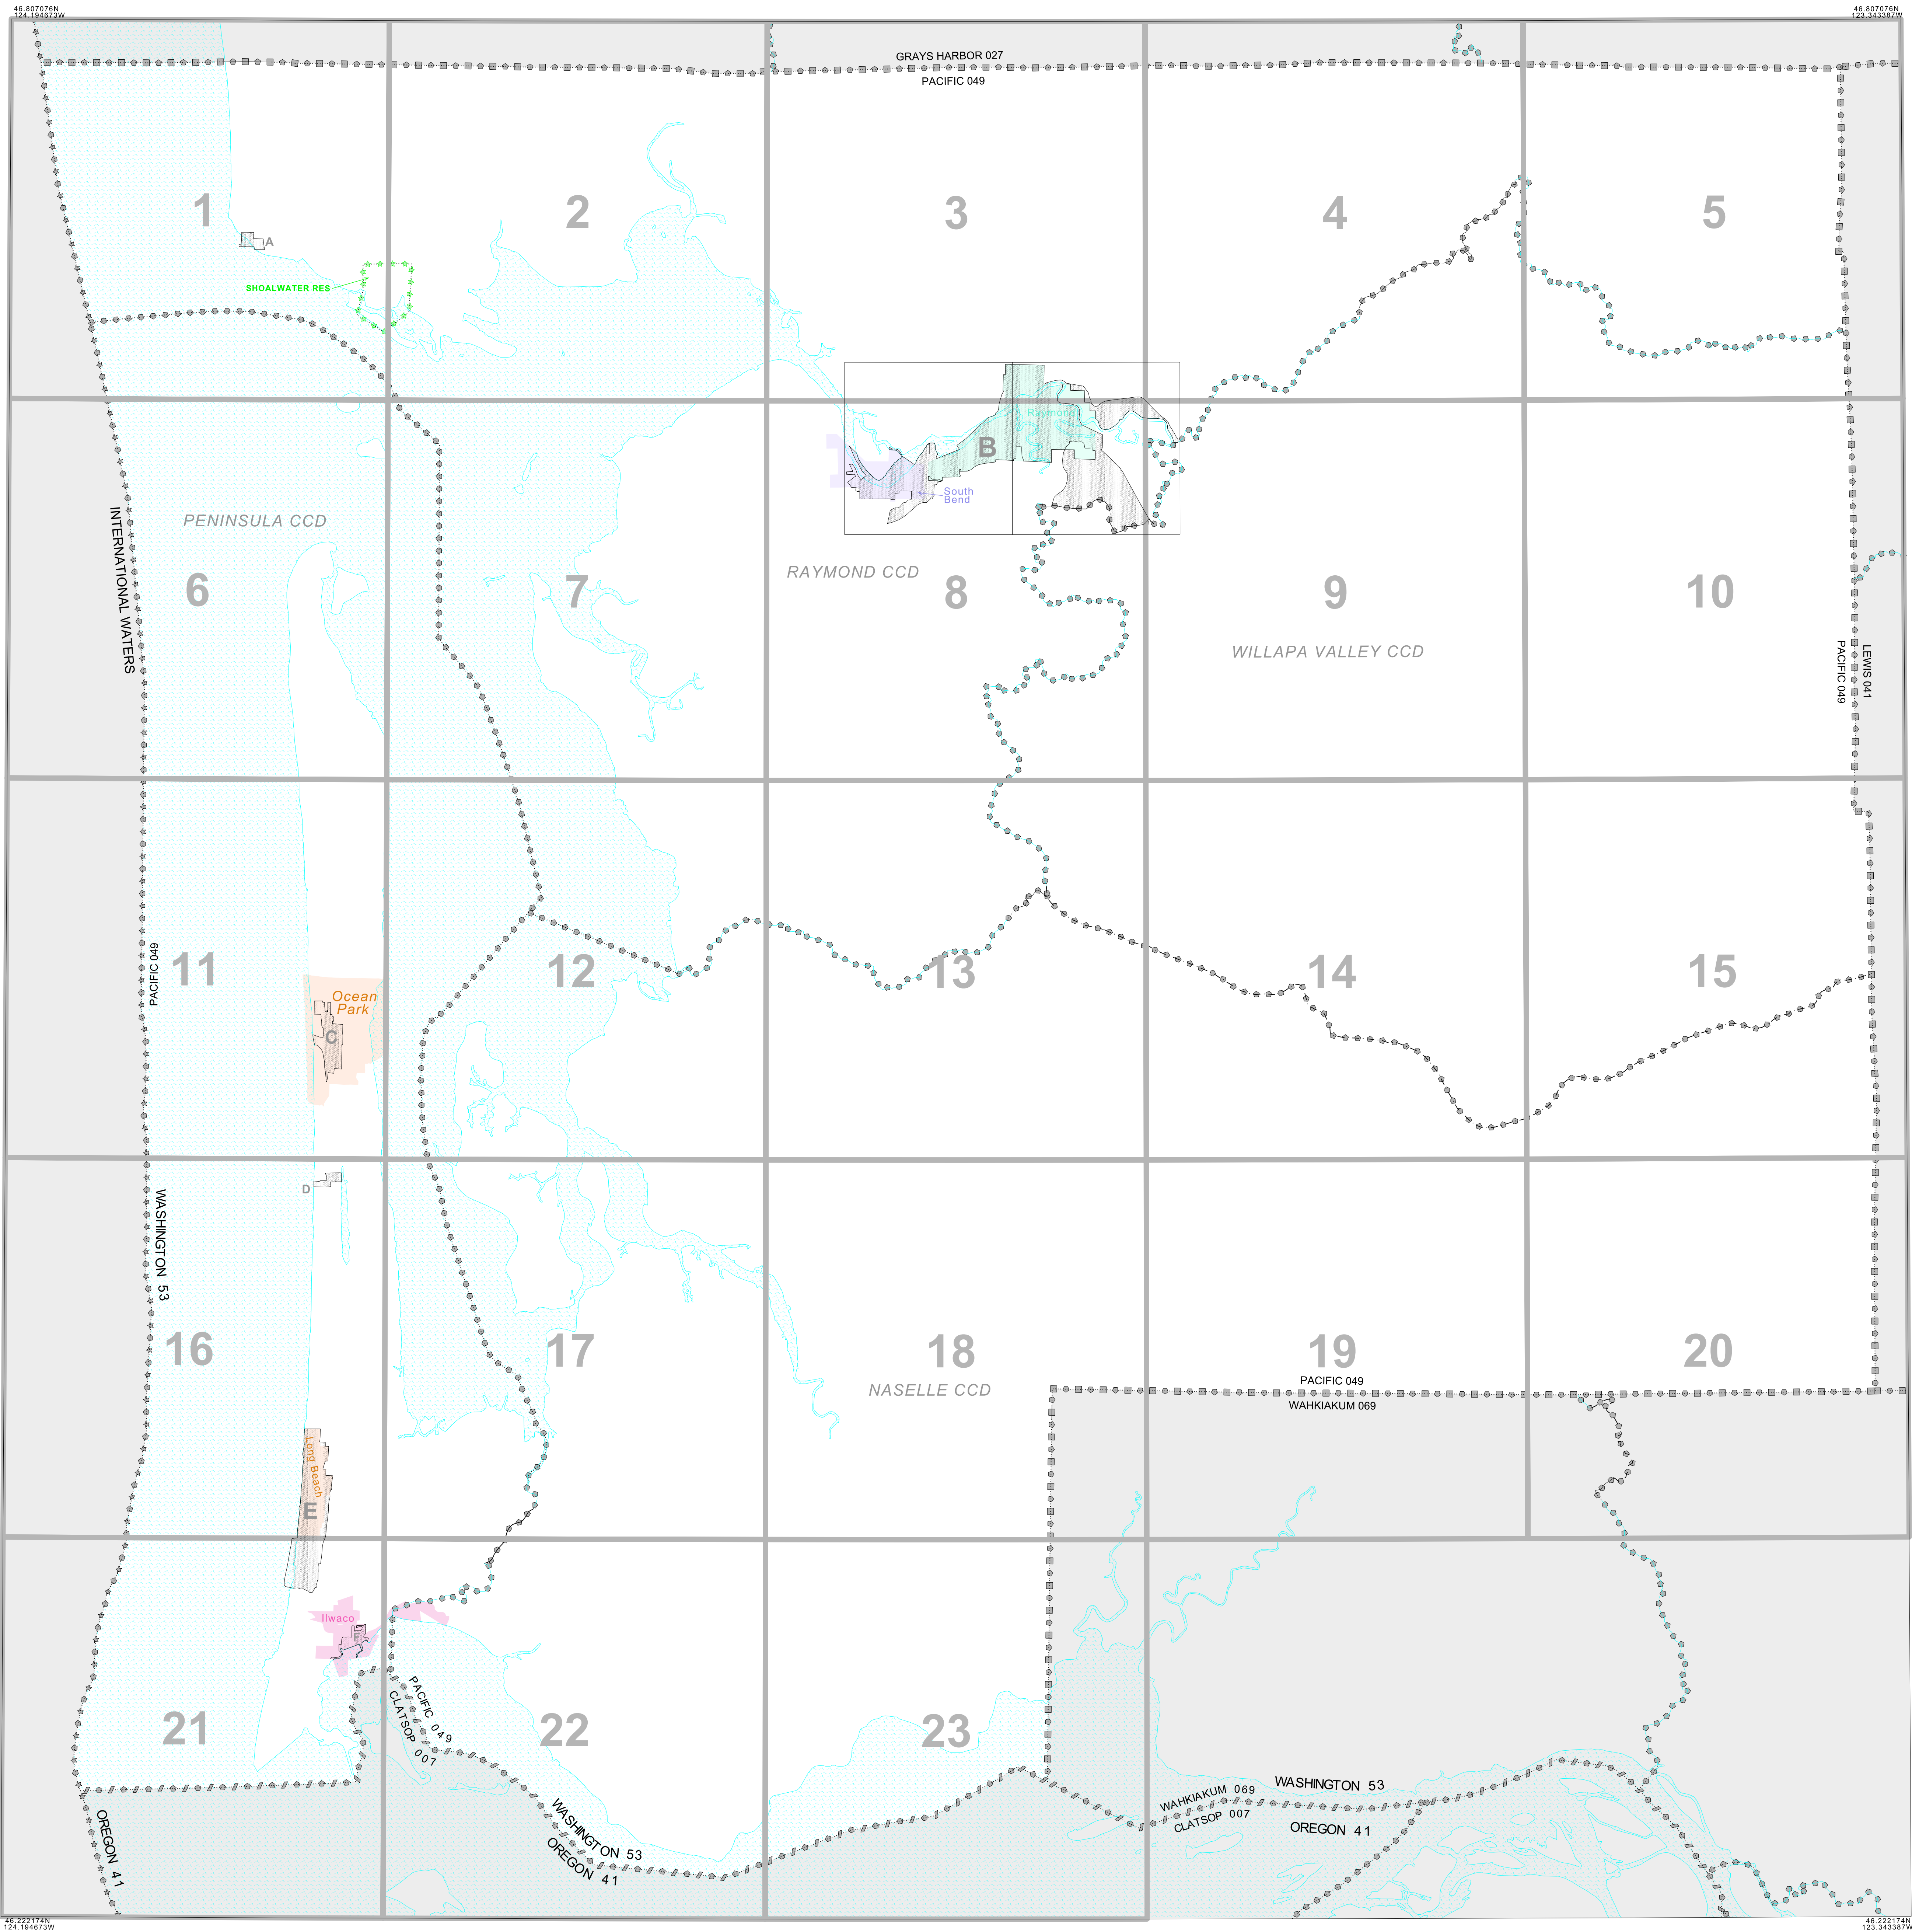 46.807076N
124.194673W
46.807076N
123.343387W
GRAYS HARBOR 027
PACIFIC 049
1
2
3
4
5
A
SHOALWATER RES
Raymond
B
South
Bend
PENINSULA CCD
INTERNATIONAL WATERS
RAYMOND CCD
6
7
8
9
10
WILLAPA VALLEY CCD
PACIFIC 049
LEWIS 041
PACIFIC 049
11
12
13
14
15
Ocean
Park
C
D
WASHINGTON 53
16
17
18
19
20
NASELLE CCD
PACIFIC 049
WAHKIAKUM 069
Long Beach
E
Ilwaco
F
PACIFIC 049
CLATSOP 007
21
22
23
WASHINGTON 53
OREGON 41
WAHKIAKUM 069
CLATSOP 007
WASHINGTON 53
OREGON 41
OREGON 41
46.222174N
124.194673W
46.222174N
123.343387W